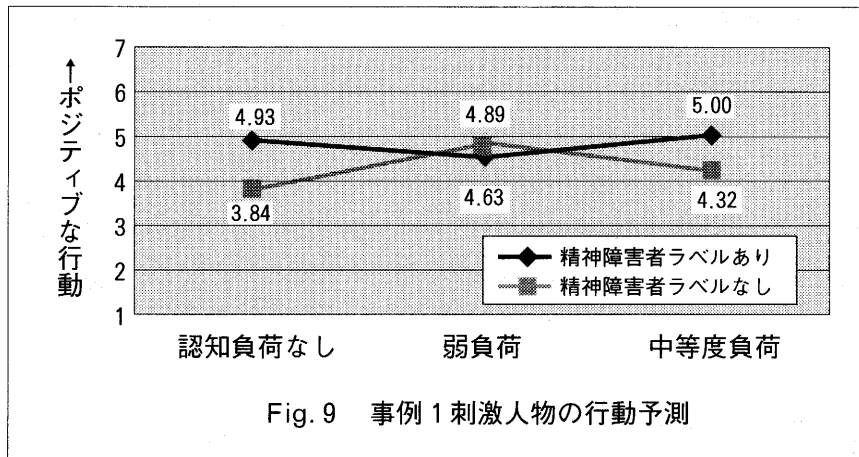 7
6
5
4
3
2
1
↑ポジティブな行動
4.93
4.89
5.00
3.84
4.63
4.32
精神障害者ラベルあり
精神障害者ラベルなし
認知負荷なし
弱負荷
中等度負荷
Fig. 9 事例1刺激人物の行動予測